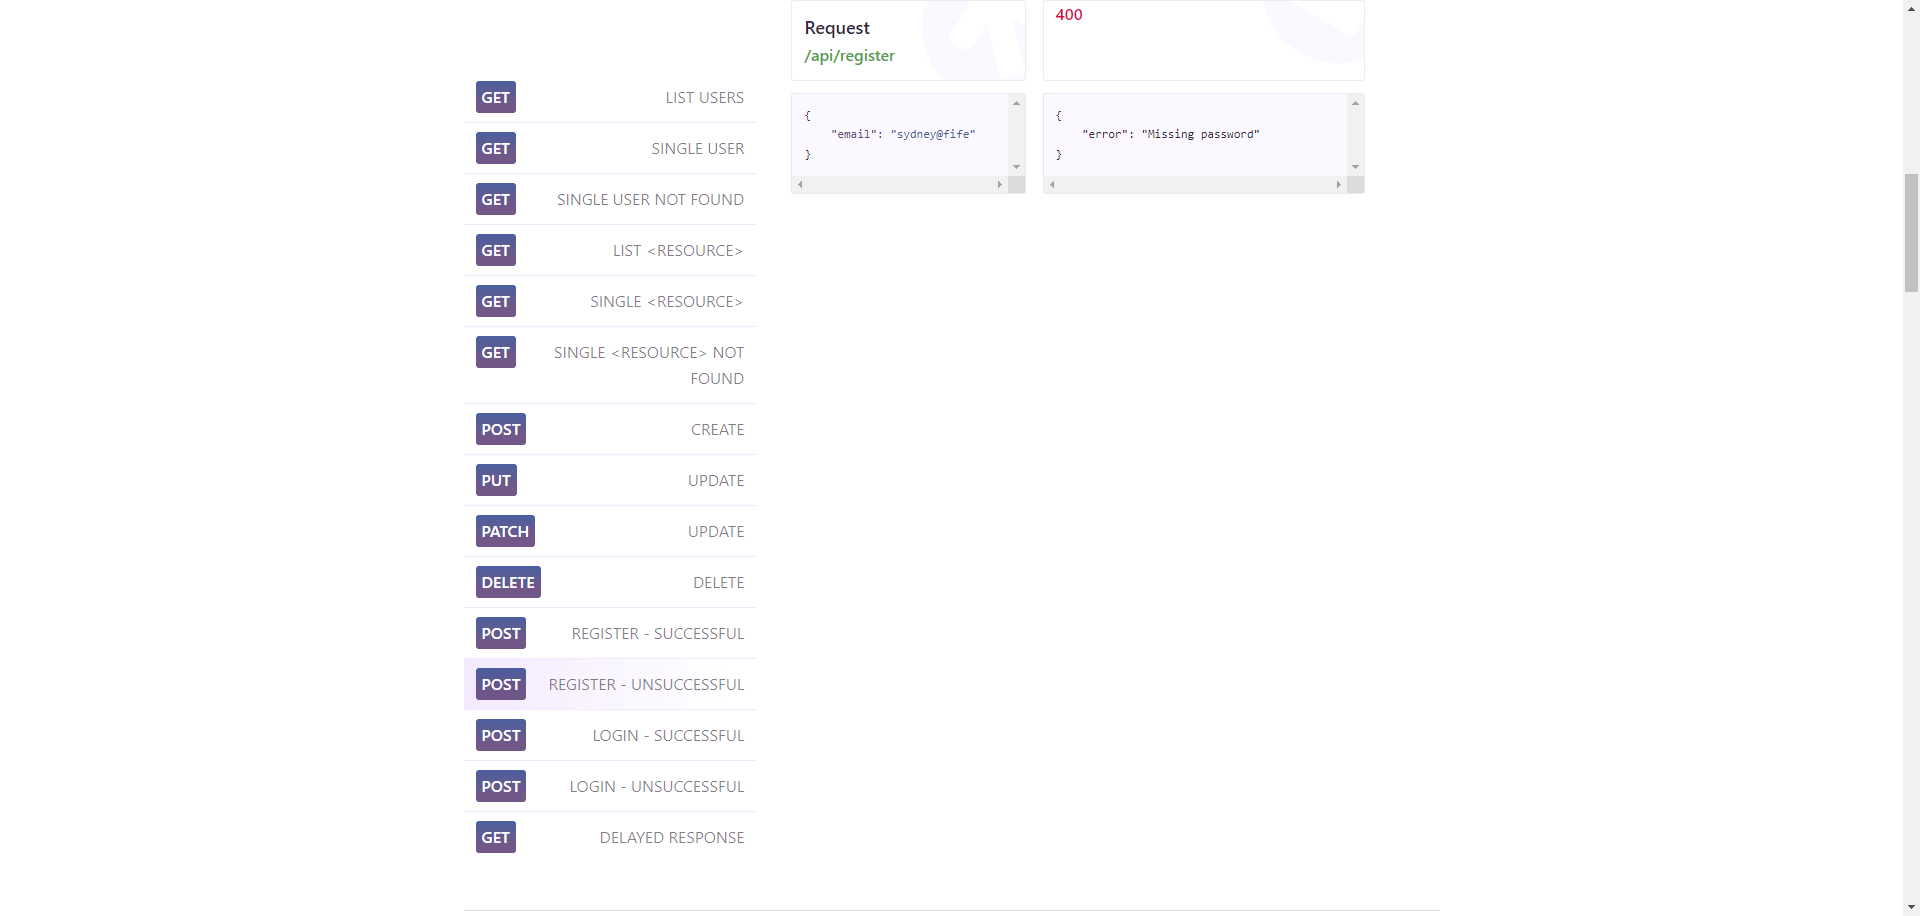 Request
/api/register
400
{
"email": "sydney@fife"
}
{
"error": "Missing password"
}
GET LIST USERS
GET SINGLE USER
GET SINGLE USER NOT FOUND
GET LIST <RESOURCE>
GET SINGLE <RESOURCE>
GET SINGLE <RESOURCE> NOT
FOUND
POST CREATE
PUT UPDATE
PATCH UPDATE
DELETE DELETE
POST REGISTER - SUCCESSFUL
POST REGISTER - UNSUCCESSFUL
POST LOGIN - SUCCESSFUL
POST LOGIN - UNSUCCESSFUL
GET DELAYED RESPONSE